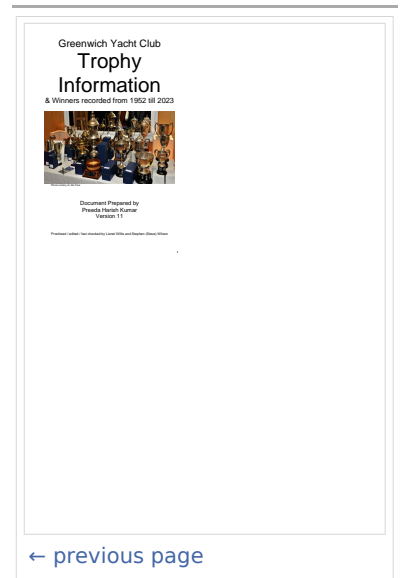 Greenwich Yacht Club
Trophy
Information
& Winners recorded from 1952 till 2023
Document Prepared by
Preeda Harish Kumar
Version 11
Proofread / edited / fact checked by Lionel Willis and Stephen (Steve) Wilson
← previous page